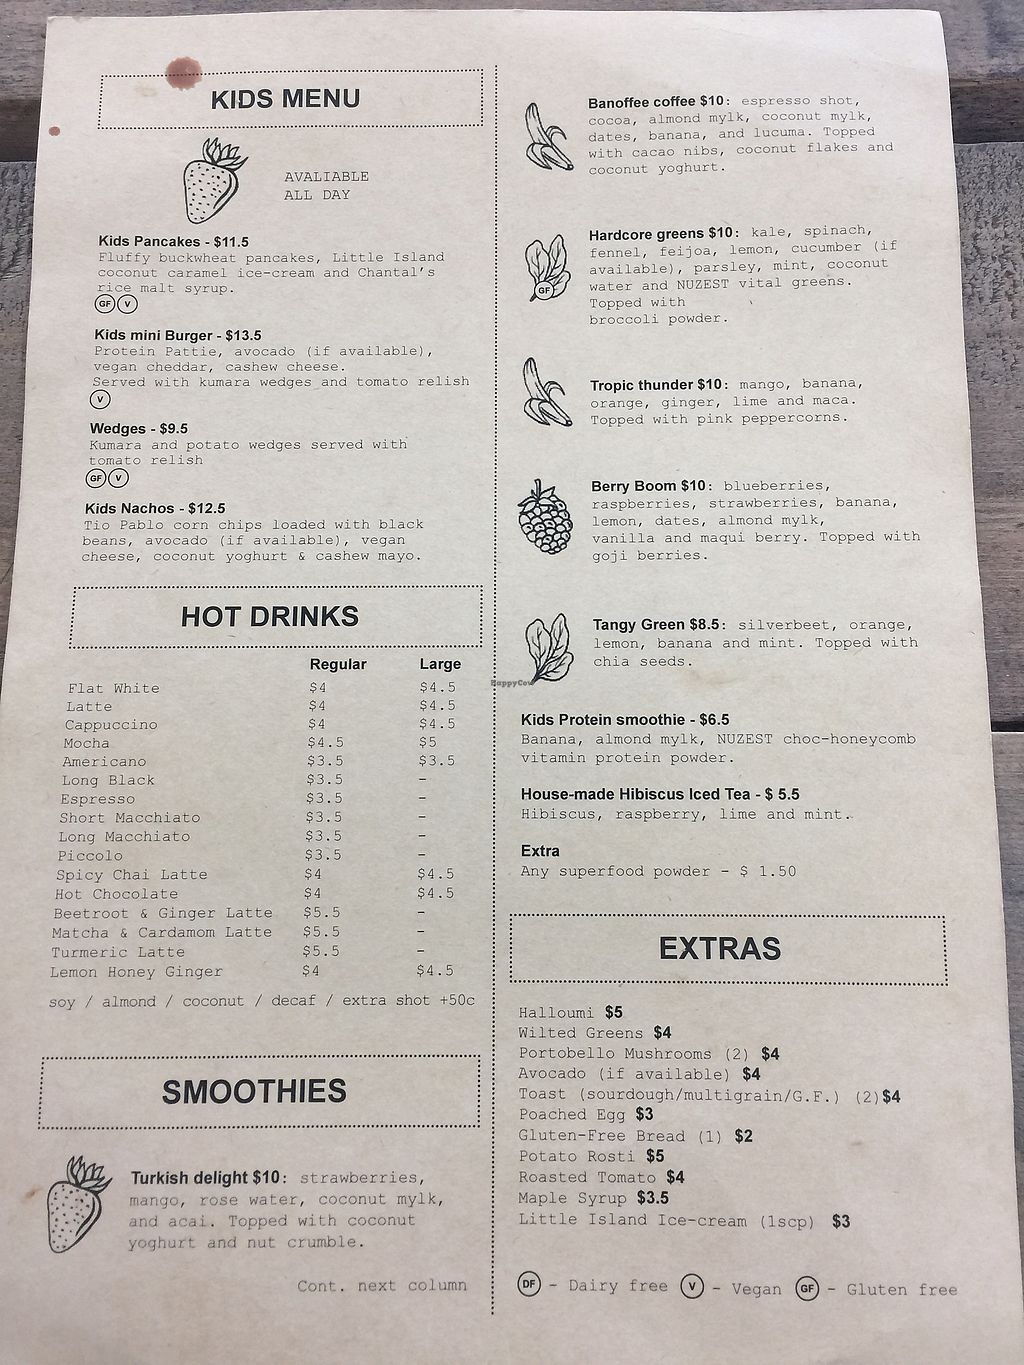 KIDS MENU
AVALIABLE
ALL DAY
Kids Pancakes - $11.5
Fluffy buckwheat pancakes, Little Island
coconut caramel ice-cream and Chantal's
rice malt syrup.
GF V
Kids mini Burger - $13.5
Protein Pattie, avocado (if available),
vegan cheddar, cashew cheese.
Served with kumara wedges and tomato relish
V
Wedges - $9.5
Kumara and potato wedges served with
tomato relish
GF V
Kids Nachos - $12.5
Tio Pablo corn chips loaded with black
beans, avocado (if available), vegan
cheese, coconut yoghurt & cashew mayo.
HOT DRINKS
Regular Large
Flat White $4 $4.5
Latte $4 $4.5
Cappuccino $4 $4.5
Mocha $4.5 $5
Americano $3.5 $3.5
Long Black $3.5 -
Espresso $3.5 -
Short Macchiato $3.5 -
Long Macchiato $3.5 -
Piccolo $3.5 -
Spicy Chai Latte $4 $4.5
Hot Chocolate $4 $4.5
Beetroot & Ginger Latte $5.5 -
Matcha & Cardamom Latte $5.5 -
Turmeric Latte $5.5 -
Lemon Honey Ginger $4 $4.5
soy / almond / coconut / decaf / extra shot +50c
SMOOTHIES
Turkish delight $10: strawberries,
mango, rose water, coconut mylk,
and acai. Topped with coconut
yoghurt and nut crumble.
Cont. next column
Banoffee coffee $10: espresso shot,
cocoa, almond mylk, coconut mylk,
dates, banana, and lucuma. Topped
with cacao nibs, coconut flakes and
coconut yoghurt.
Hardcore greens $10: kale, spinach,
fennel, feijoa, lemon, cucumber (if
available), parsley, mint, coconut
water and NUZEST vital greens.
Topped with
broccoli powder.
GF
Tropic thunder $10: mango, banana,
orange, ginger, lime and maca.
Topped with pink peppercorns.
Berry Boom $10: blueberries,
raspberries, strawberries, banana,
lemon, dates, almond mylk,
vanilla and maqui berry. Topped with
goji berries.
Tangy Green $8.5: silverbeet, orange,
lemon, banana and mint. Topped with
chia seeds.
HappyCow
Kids Protein smoothie - $6.5
Banana, almond mylk, NUZEST choc-honeycomb
vitamin protein powder.
House-made Hibiscus Iced Tea - $ 5.5
Hibiscus, raspberry, lime and mint.
Extra
Any superfood powder - $ 1.50
EXTRAS
Halloumi $5
Wilted Greens $4
Portobello Mushrooms (2) $4
Avocado (if available) $4
Toast (sourdough/multigrain/G.F.) (2)$4
Poached Egg $3
Gluten-Free Bread (1) $2
Potato Rosti $5
Roasted Tomato $4
Maple Syrup $3.5
Little Island Ice-cream (1scp) $3
DF - Dairy free V - Vegan GF - Gluten free